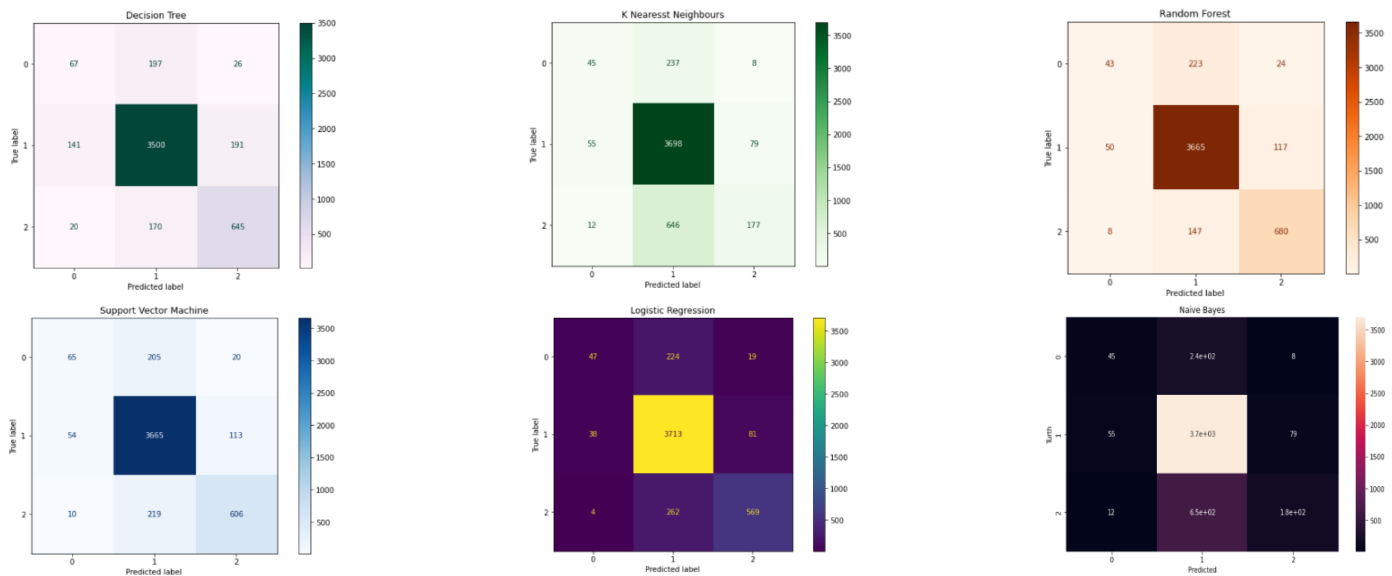 Decision Tree
3500
3000
2500
2000
1500
1000
500
0
67 197 26
1
141 3500 191
2
20 170 645
0 1 2
True label
Predicted label
K Nearesst Neighbours
3500
3000
2500
2000
1500
1000
500
0
45 237 8
1
55 3698 79
2
12 646 177
0 1 2
True label
Predicted label
Random Forest
3500
3000
2500
2000
1500
1000
500
0
43 223 24
1
50 3665 117
2
8 147 680
0 1 2
True label
Predicted label
Support Vector Machine
3500
3000
2500
2000
1500
1000
500
0
65 205 20
1
54 3665 113
2
10 219 606
0 1 2
True label
Predicted label
Logistic Regression
3500
3000
2500
2000
1500
1000
500
0
47 224 19
1
38 3713 81
2
4 262 569
0 1 2
True label
Predicted label
Naive Bayes
3500
3000
2500
2000
1500
1000
500
0
45 2.4e+02 8
1
55 3.7e+03 79
2
12 6.5e+02 1.8e+02
0 1 2
Turth
Predicted